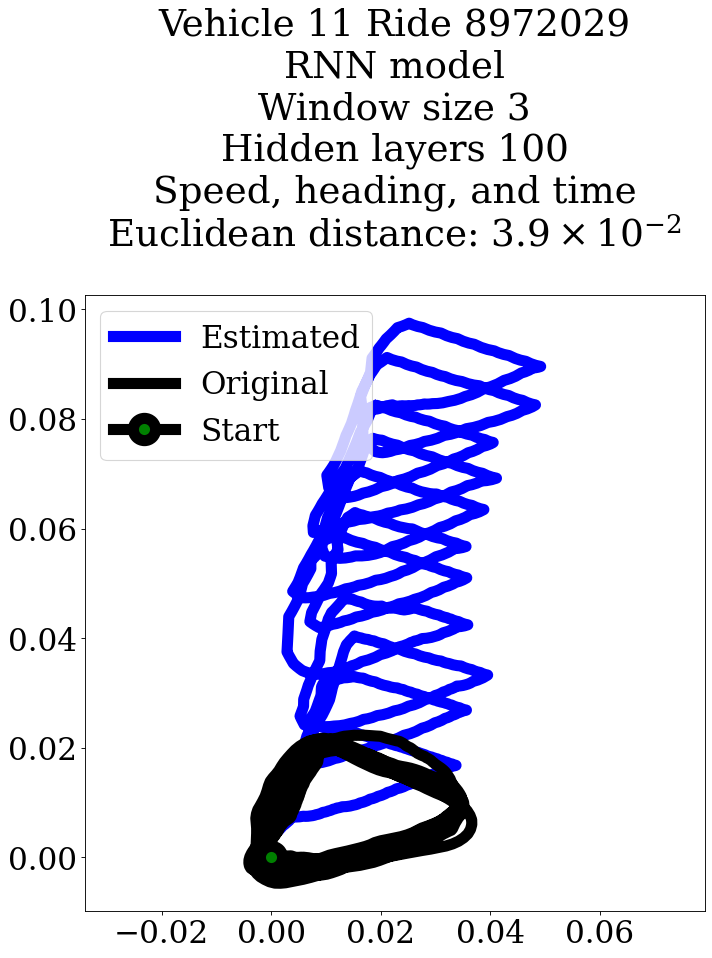 Vehicle 11 Ride 8972029
RNN model
Window size 3
Hidden layers 100
Speed, heading, and time
Euclidean distance: 3.9 × 10⁻²
Estimated
Original
Start
0.10
0.08
0.06
0.04
0.02
0.00
−0.02 0.00 0.02 0.04 0.06